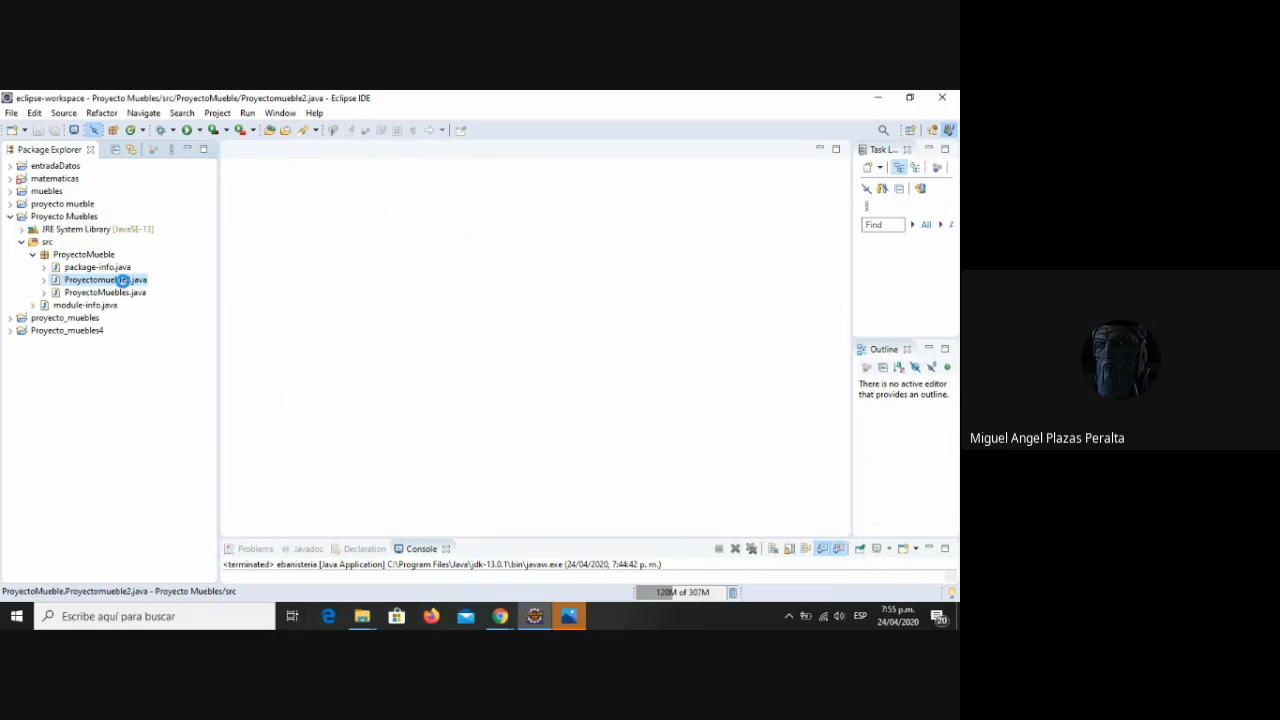 eclipse-workspace - Proyecto Muebles/src/ProyectoMueble/Proyectomueble2.java - Eclipse IDE
File Edit Source Refactor Navigate Search Project Run Window Help
Package Explorer
entradaDatos
matematicas
muebles
proyecto mueble
Proyecto Muebles
JRE System Library [JavaSE-13]
src
ProyectoMueble
package-info.java
Proyectomueble2.java
ProyectoMuebles.java
module-info.java
proyecto_muebles
Proyecto_muebles4
Task L...
Find All
Outline
There is no active editor
that provides an outline.
Problems Javadoc Declaration Console
<terminated> ebanisteria [Java Application] C:\Program Files\Java\jdk-13.0.1\bin\javaw.exe (24/04/2020, 7:44:42 p. m.)
ProyectoMueble.Proyectomueble2.java - Proyecto Muebles/src
120M of 307M
Escribe aquí para buscar
ESP
7:55 p.m.
24/04/2020
20
Miguel Angel Plazas Peralta